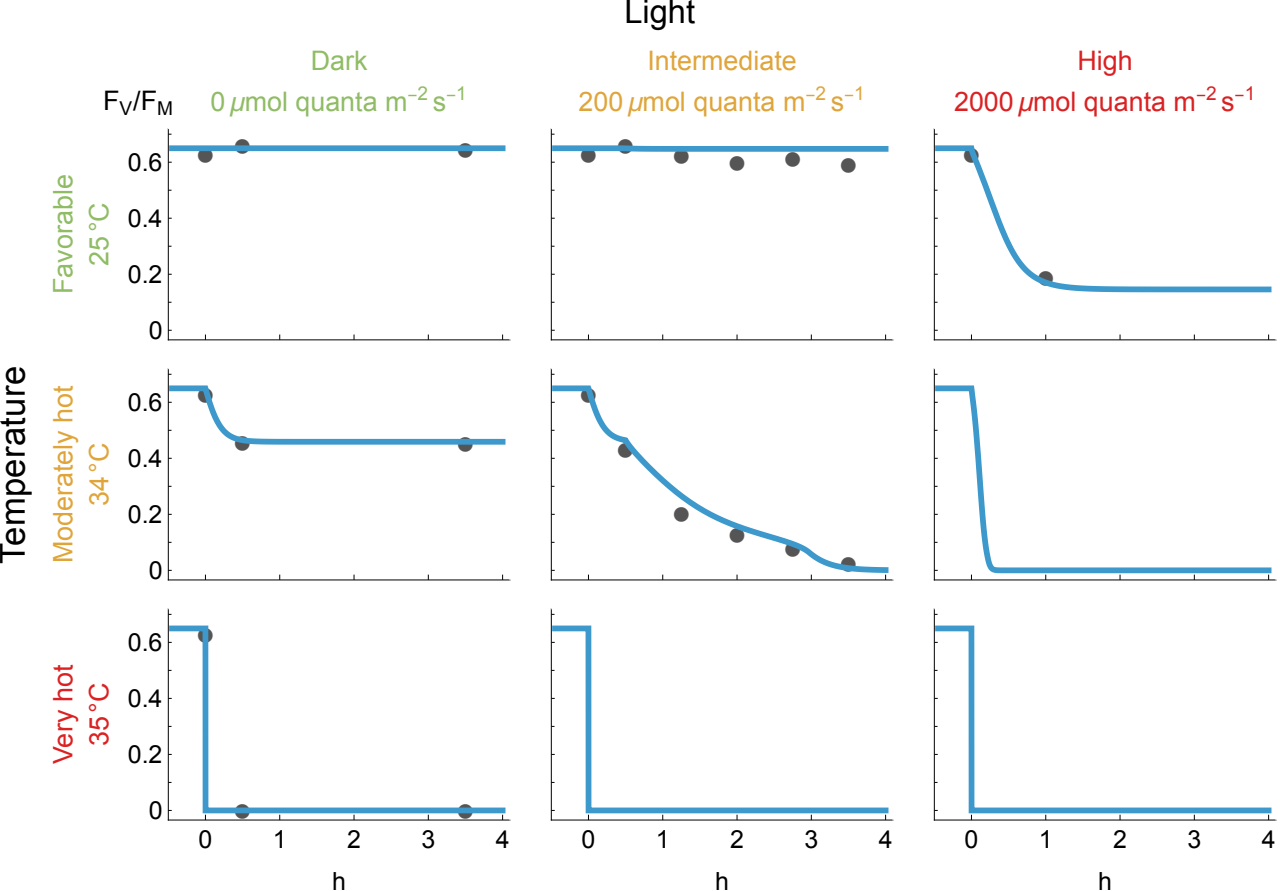 Light
Dark
Intermediate
High
F_V/F_M
0 µmol quanta m⁻² s⁻¹
200 µmol quanta m⁻² s⁻¹
2000 µmol quanta m⁻² s⁻¹
Temperature
Favorable
25 °C
0.6
0.4
0.2
0
Moderately hot
34 °C
0.6
0.4
0.2
0
Very hot
35 °C
0.6
0.4
0.2
0
0 1 2 3 4
0 1 2 3 4
0 1 2 3 4
h
h
h